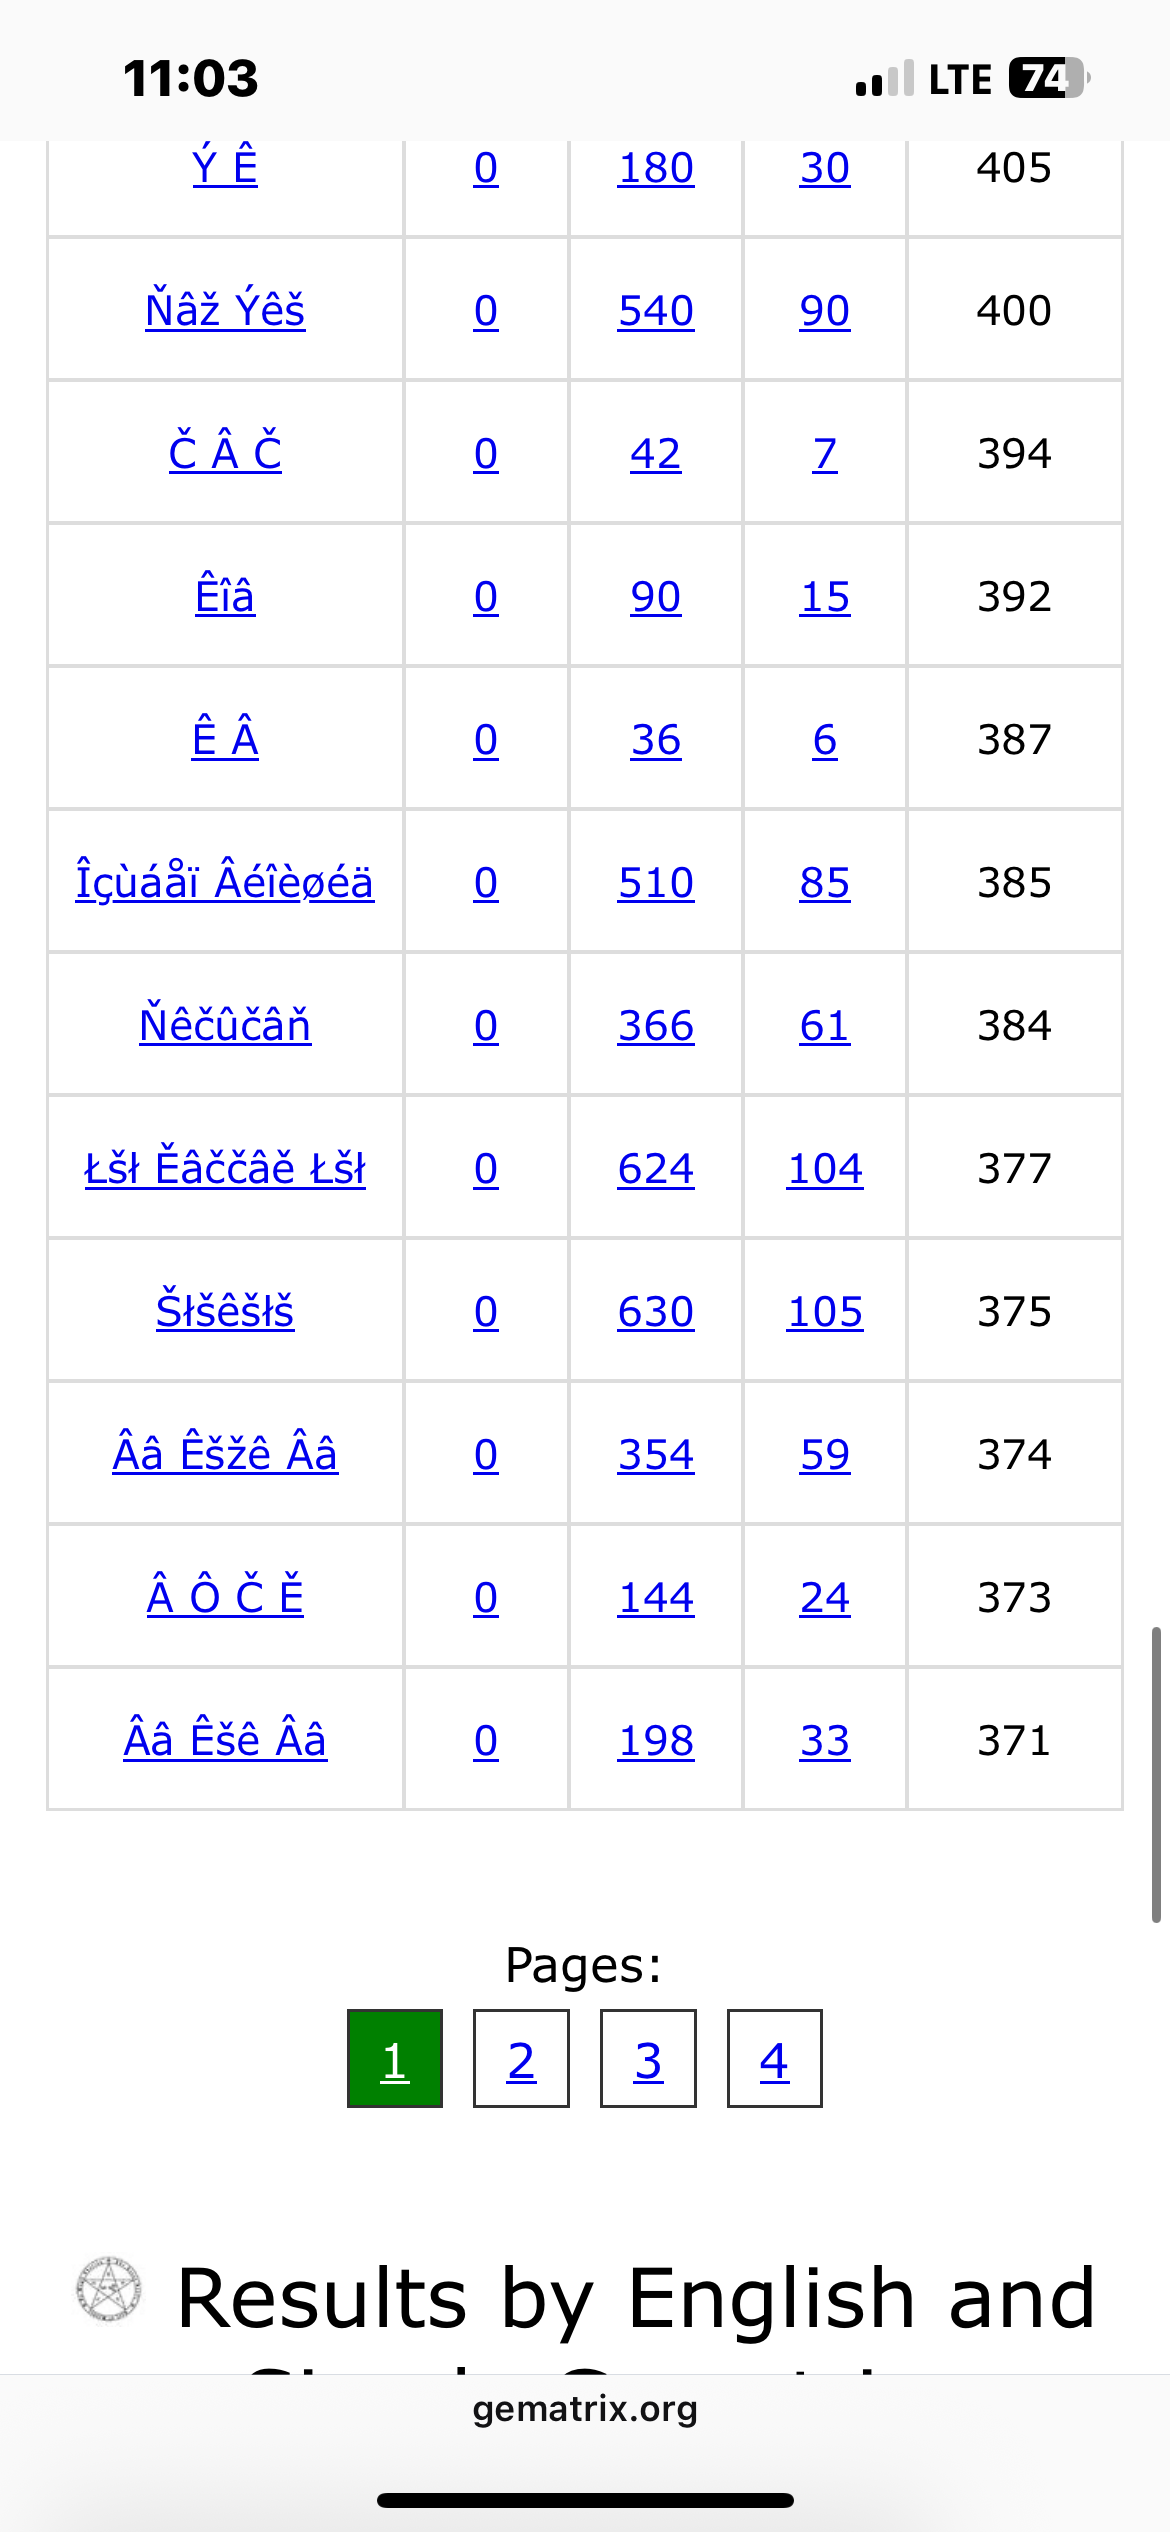 11:03 LTE 74
Ý Ê 0 180 30 405
Ňâž Ýêš 0 540 90 400
Č Â Č 0 42 7 394
Êîâ 0 90 15 392
Ê Â 0 36 6 387
Îçùáåï Âéîèøéä 0 510 85 385
Ňêčûčâň 0 366 61 384
Łšł Ěâččâě Łšł 0 624 104 377
Šłšêšłš 0 630 105 375
Ââ Êšžê Ââ 0 354 59 374
Â Ô Č Ě 0 144 24 373
Ââ Êšê Ââ 0 198 33 371
Pages:
1 2 3 4
Results by English and
gematrix.org